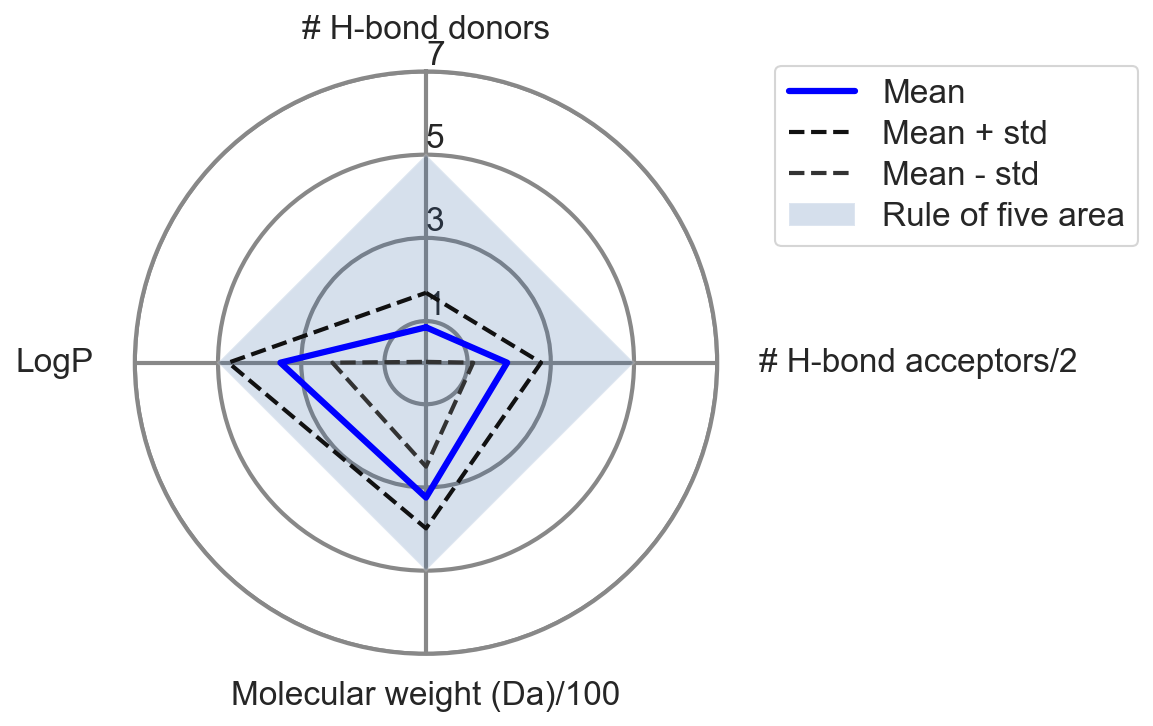 # H-bond donors
7
5
3
1
LogP
# H-bond acceptors/2
Molecular weight (Da)/100
Mean
Mean + std
Mean - std
Rule of five area